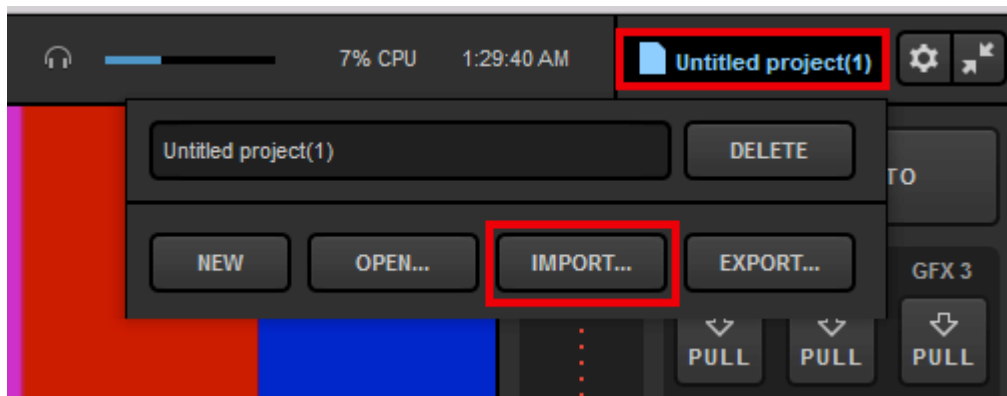 7% CPU 1:29:40 AM Untitled project(1)
Untitled project(1) DELETE
TO
NEW OPEN... IMPORT... EXPORT...
GFX 3
PULL PULL PULL